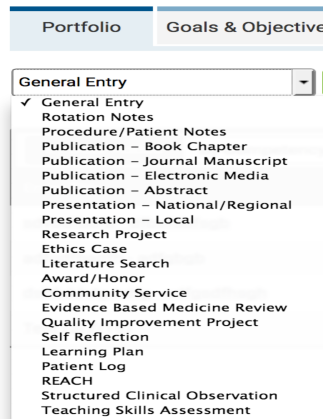 Portfolio Goals & Objective
General Entry
✓ General Entry
Rotation Notes
Procedure/Patient Notes
Publication – Book Chapter
Publication – Journal Manuscript
Publication – Electronic Media
Publication – Abstract
Presentation – National/Regional
Presentation – Local
Research Project
Ethics Case
Literature Search
Award/Honor
Community Service
Evidence Based Medicine Review
Quality Improvement Project
Self Reflection
Learning Plan
Patient Log
REACH
Structured Clinical Observation
Teaching Skills Assessment